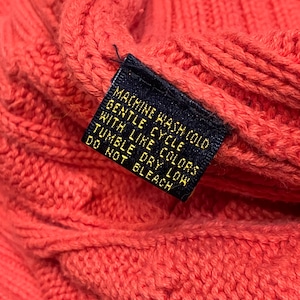 MACHINE WASH COLD
GENTLE CYCLE
WITH LIKE COLORS
TUMBLE DRY LOW
DO NOT BLEACH